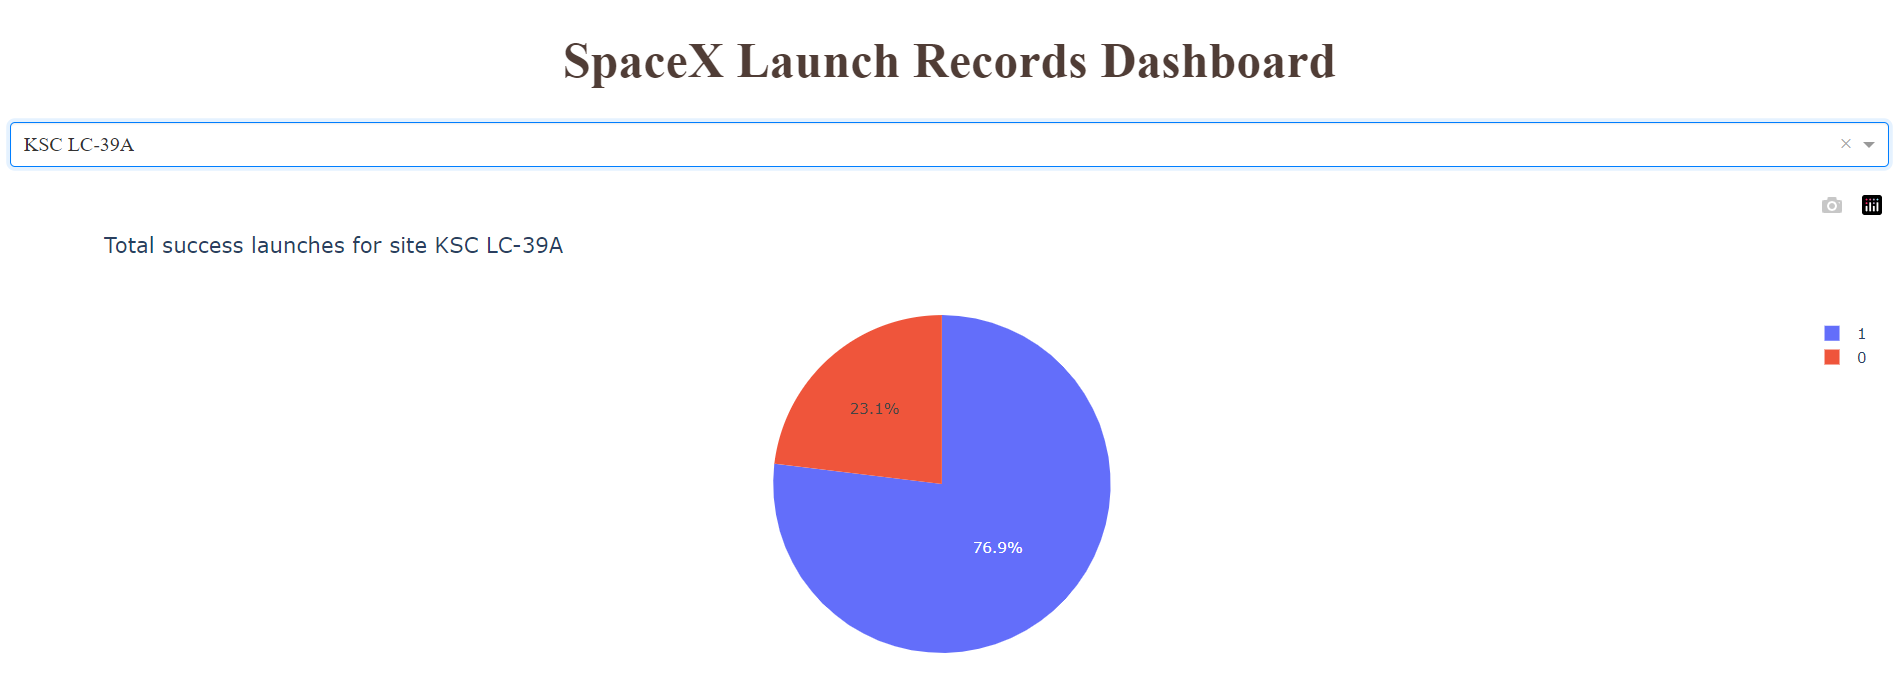 SpaceX Launch Records Dashboard
KSC LC-39A
Total success launches for site KSC LC-39A
1
0
23.1%
76.9%